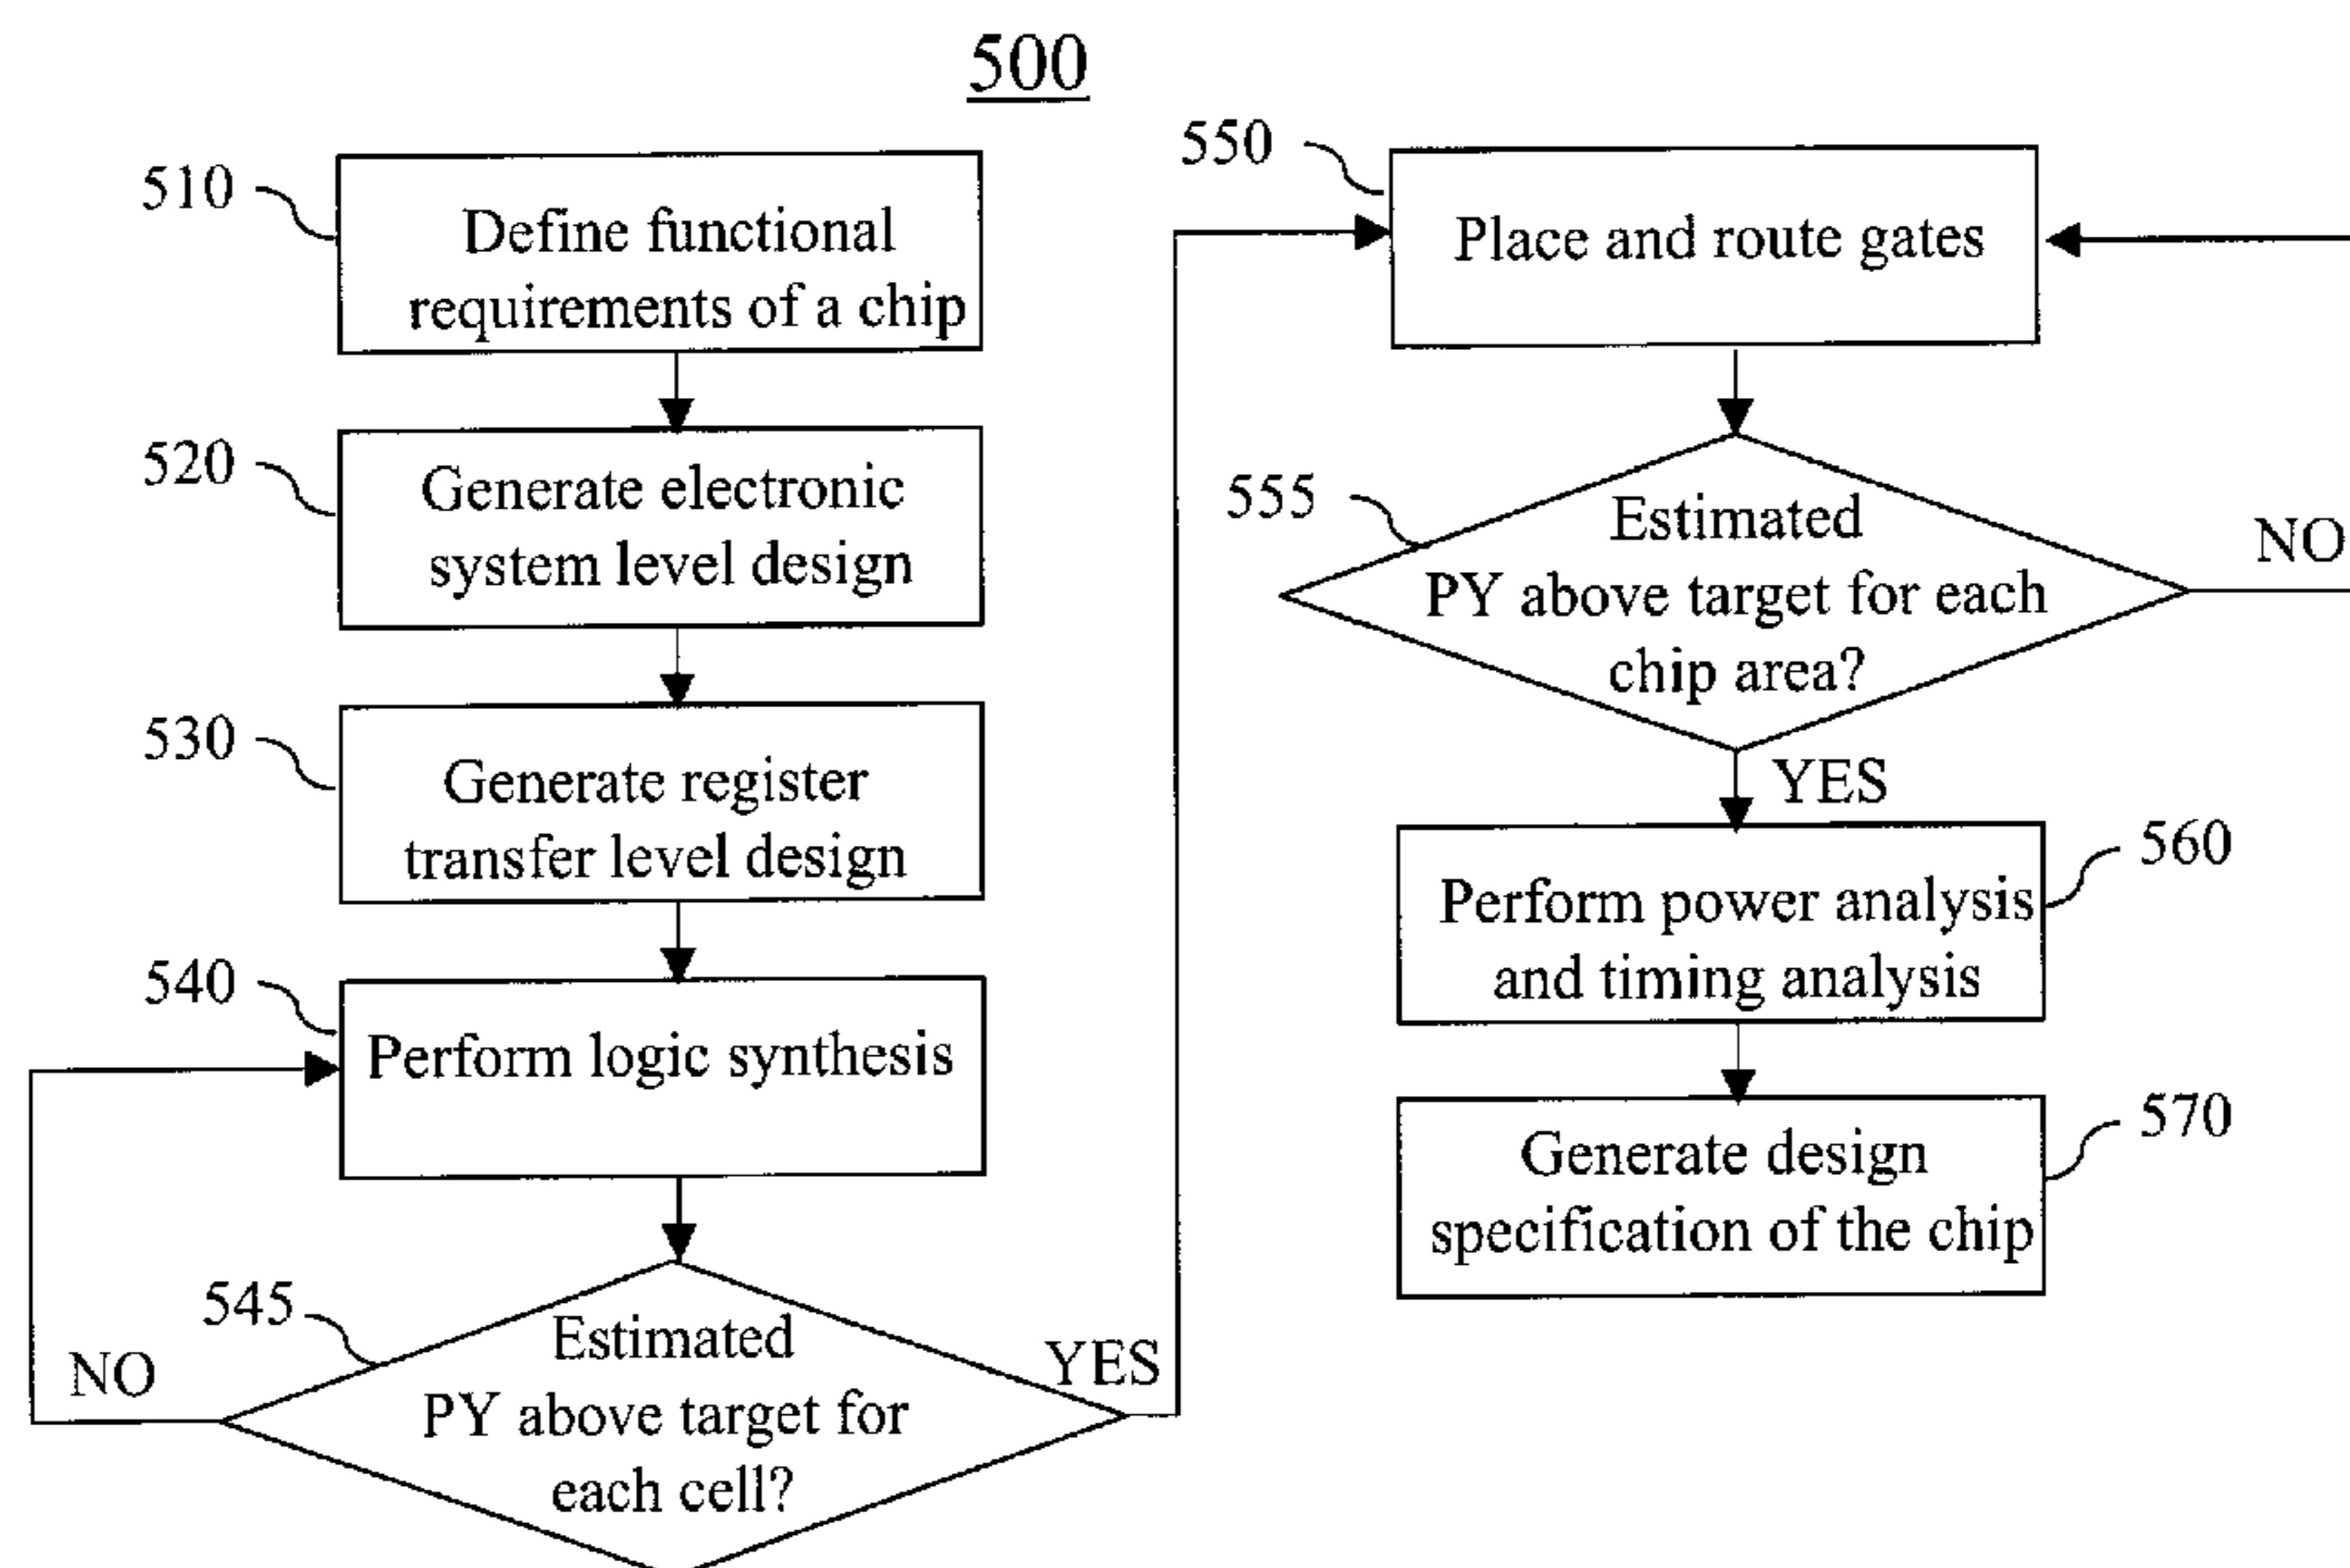 500
510
Define functional
requirements of a chip
520
Generate electronic
system level design
530
Generate register
transfer level design
540
Perform logic synthesis
545
Estimated
PY above target for
each cell?
NO
YES
550
Place and route gates
555
Estimated
PY above target for each
chip area?
NO
YES
560
Perform power analysis
and timing analysis
570
Generate design
specification of the chip